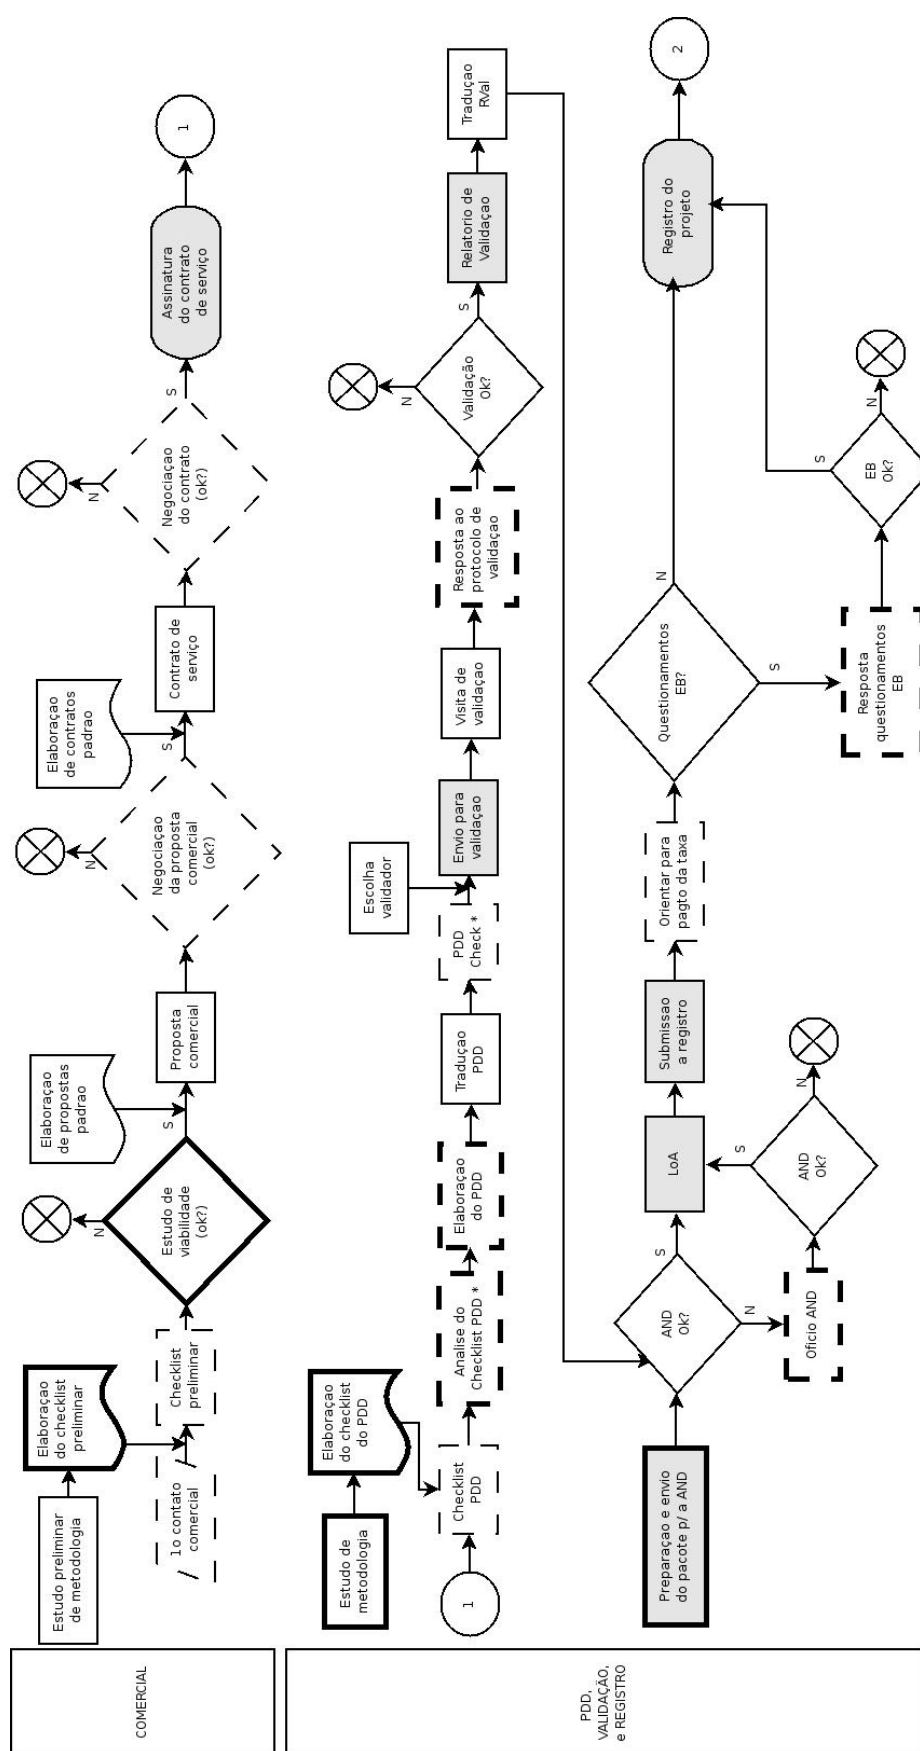 COMERCIAL
Estudo preliminar
de metodologia
Elaboraçao
do checklist
preliminar
1o contato
comercial
Checklist
preliminar
Estudo de
viabilidade
(ok?)
N
S
Elaboraçao
de propostas
padrao
Proposta
comercial
Negociaçao
da proposta
comercial
(ok?)
N
S
Elaboraçao
de contratos
padrao
Contrato de
serviço
Negociaçao
do contrato
(ok?)
N
S
Assinatura
do contrato
de serviço
1
PDD,
VALIDAÇÃO,
e REGISTRO
1
Estudo de
metodologia
Elaboraçao
do checklist
do PDD
Checklist
PDD
Analise do
Checklist PDD *
Elaboraçao
do PDD
Traduçao
PDD
PDD
Check *
Escolha
validador
Envio para
validaçao
Visita de
validaçao
Resposta ao
protocolo de
validaçao
Validação
Ok?
N
S
Relatorio de
Validaçao
Traduçao
RVal
Preparaçao e envio
do pacote p/ a AND
AND
Ok?
S
N
Oficio AND
AND
Ok?
S
N
LoA
Submissao
a registro
Orientar para
pagto da taxa
Questionamentos
EB?
N
S
Resposta
questionamentos
EB
EB
Ok?
S
N
Registro do
projeto
2